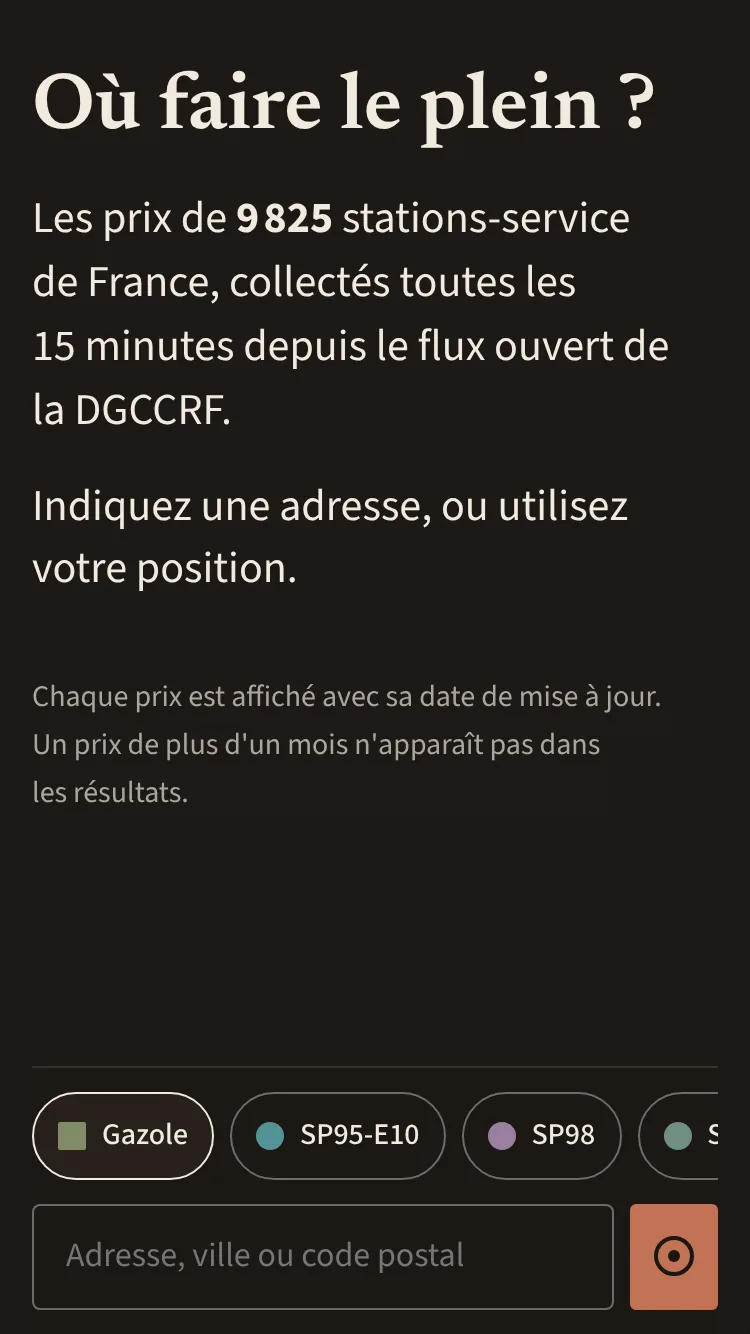 Où faire le plein ?
Les prix de 9 825 stations-service
de France, collectés toutes les
15 minutes depuis le flux ouvert de
la DGCCRF.
Indiquez une adresse, ou utilisez
votre position.
Chaque prix est affiché avec sa date de mise à jour.
Un prix de plus d'un mois n'apparaît pas dans
les résultats.
Gazole SP95-E10 SP98
Adresse, ville ou code postal